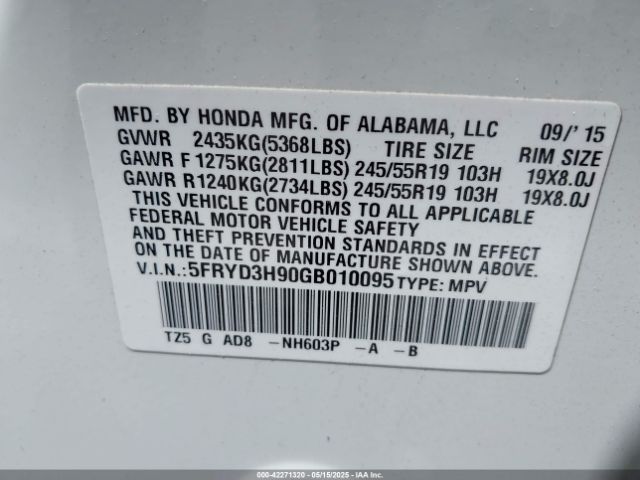 MFD. BY HONDA MFG. OF ALABAMA, LLC 09/' 15
GVWR 2435KG(5368LBS) TIRE SIZE RIM SIZE
GAWR F1275KG(2811LBS) 245/55R19 103H 19X8.0J
GAWR R1240KG(2734LBS) 245/55R19 103H 19X8.0J
THIS VEHICLE CONFORMS TO ALL APPLICABLE
FEDERAL MOTOR VEHICLE SAFETY
AND THEFT PREVENTION STANDARDS IN EFFECT
ON THE DATE OF MANUFACTURE SHOWN ABOVE.
V.I.N.:5FRYD3H90GB010095 TYPE: MPV
TZ5 G AD8 -NH603P -A -B
000-42271320 - 05/15/2025 - IAAI.com